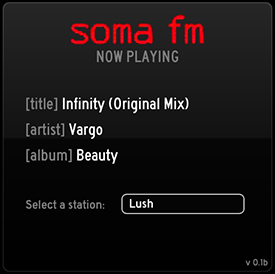 soma fm
NOW PLAYING
[title] Infinity (Original Mix)
[artist] Vargo
[album] Beauty
Select a station: Lush
v 0.1b